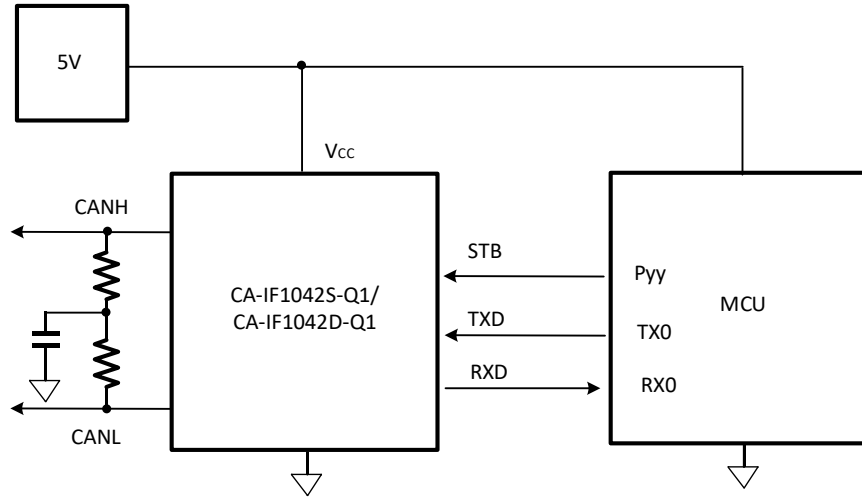 5V
VCC
CANH
STB
Pyy
CA-IF1042S-Q1/
CA-IF1042D-Q1
MCU
TXD
TX0
RXD
RX0
CANL